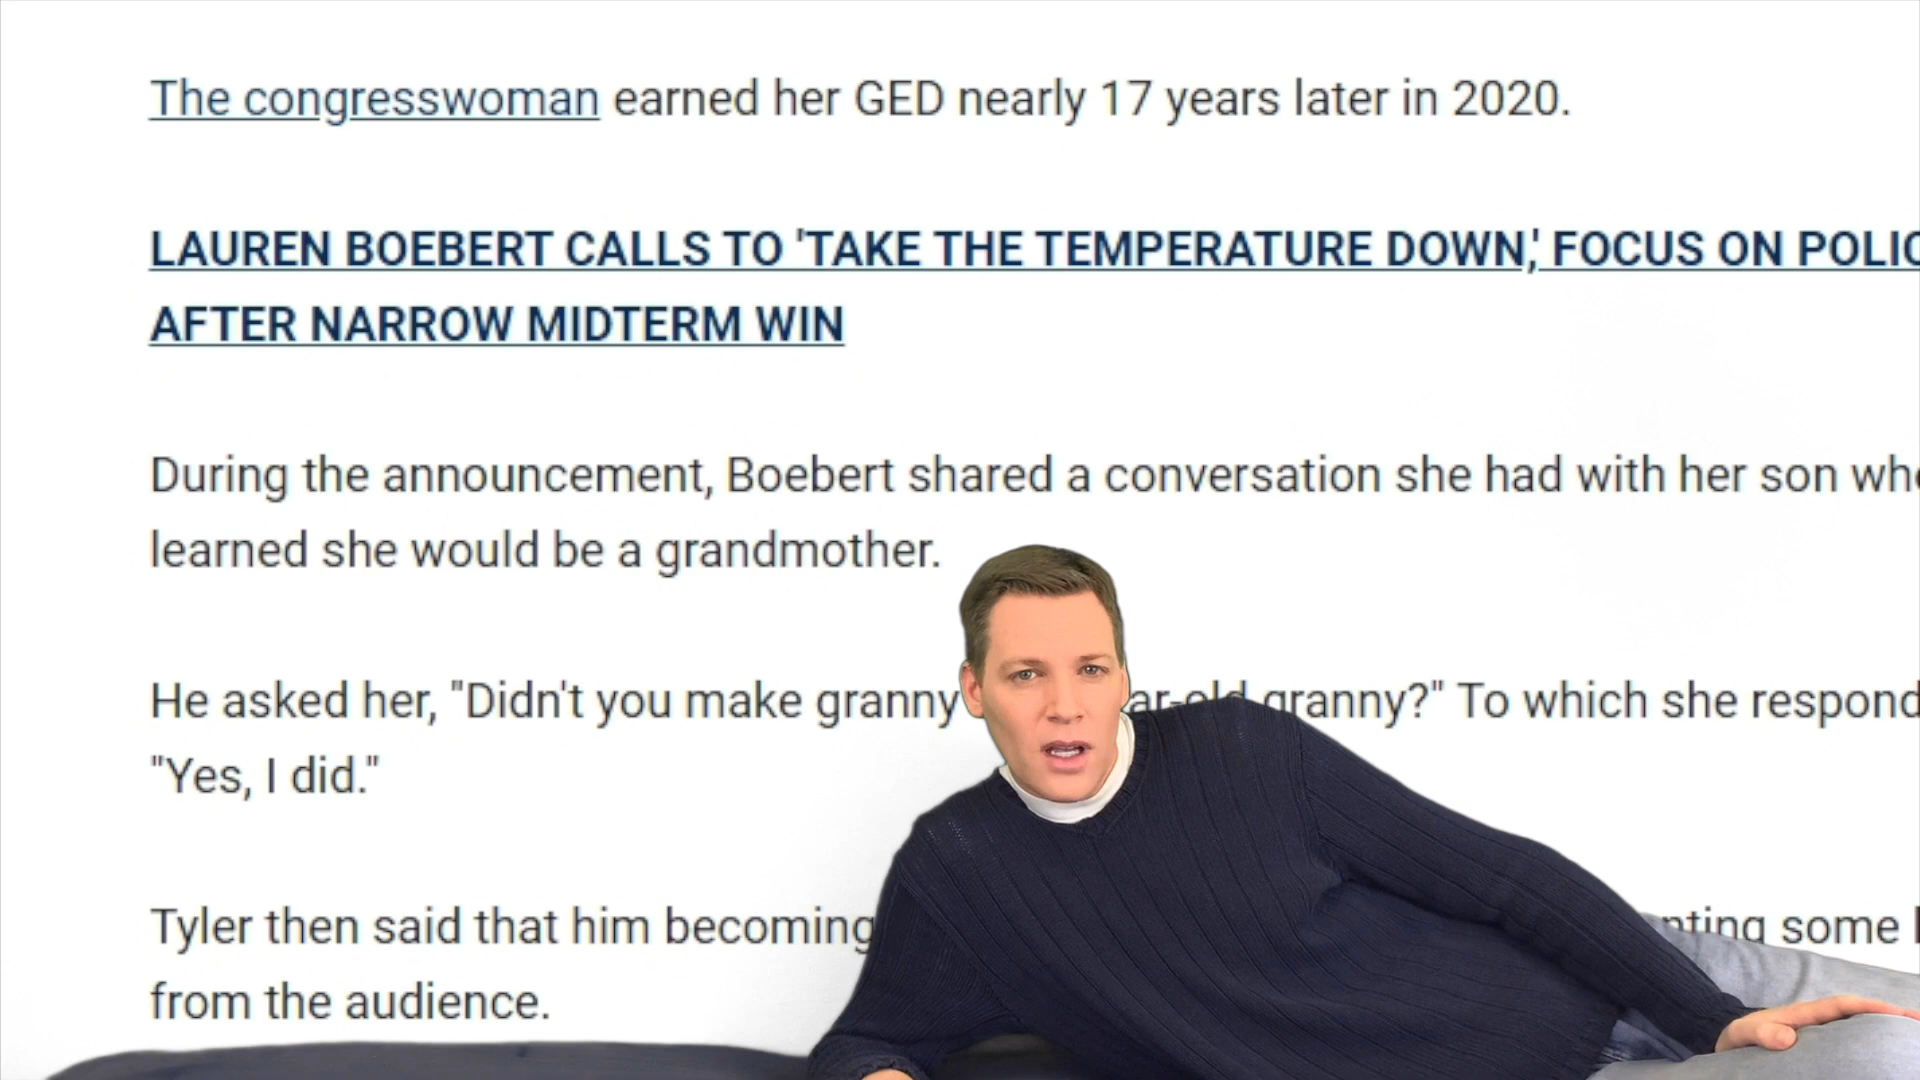 The congresswoman earned her GED nearly 17 years later in 2020.
LAUREN BOEBERT CALLS TO 'TAKE THE TEMPERATURE DOWN,' FOCUS ON
AFTER NARROW MIDTERM WIN
During the announcement, Boebert shared a conversation she had with her son
learned she would be a grandmother.
He asked her, "Didn't you make granny granny?" To which she
"Yes, I did."
Tyler then said that him becoming some
from the audience.